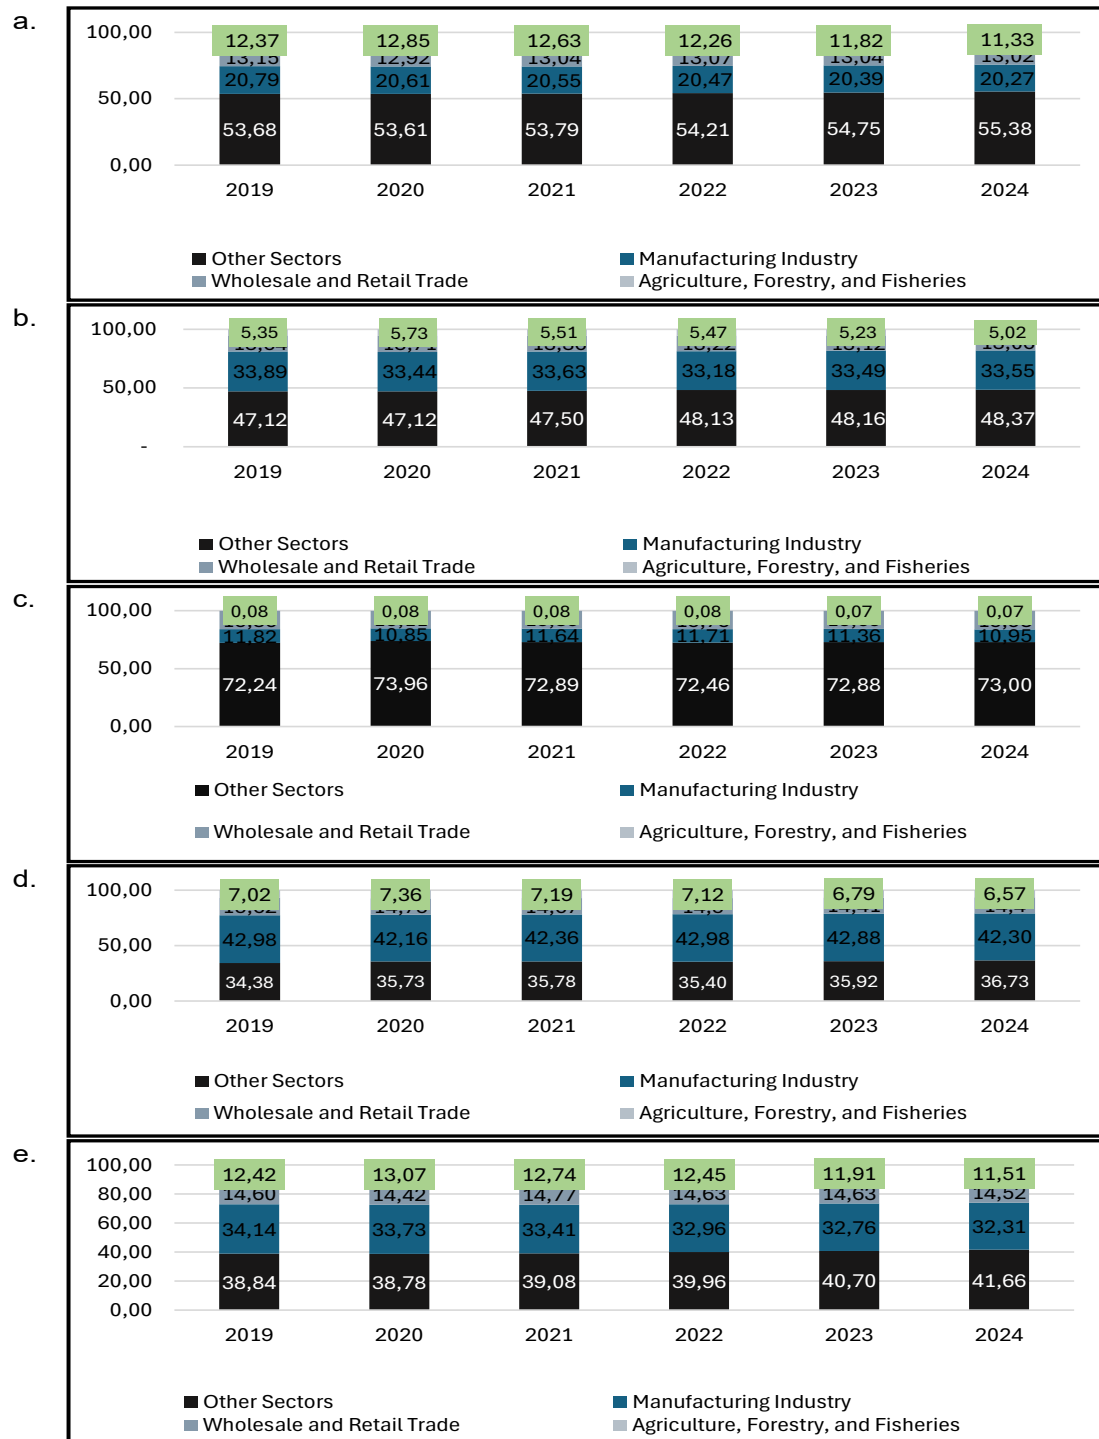 a.
100,00 12,37 12,85 12,63 12,26 11,82 11,33
13,15 12,92 13,04 13,07 13,04 13,02
20,79 20,61 20,55 20,47 20,39 20,27
50,00
53,68 53,61 53,79 54,21 54,75 55,38
0,00
2019 2020 2021 2022 2023 2024
Other Sectors Manufacturing Industry
Wholesale and Retail Trade Agriculture, Forestry, and Fisheries
b.
100,00 5,35 5,73 5,51 5,47 5,23 5,02
33,89 33,44 33,63 33,18 33,49 33,55
50,00
47,12 47,12 47,50 48,13 48,16 48,37
-
2019 2020 2021 2022 2023 2024
Other Sectors Manufacturing Industry
Wholesale and Retail Trade Agriculture, Forestry, and Fisheries
c.
100,00 0,08 0,08 0,08 0,08 0,07 0,07
11,82 10,85 11,64 11,71 11,36 10,95
50,00 72,24 73,96 72,89 72,46 72,88 73,00
0,00
2019 2020 2021 2022 2023 2024
Other Sectors Manufacturing Industry
Wholesale and Retail Trade Agriculture, Forestry, and Fisheries
d.
100,00 7,02 7,36 7,19 7,12 6,79 6,57
42,98 42,16 42,36 42,98 42,88 42,30
50,00
34,38 35,73 35,78 35,40 35,92 36,73
0,00
2019 2020 2021 2022 2023 2024
Other Sectors Manufacturing Industry
Wholesale and Retail Trade Agriculture, Forestry, and Fisheries
e.
100,00 12,42 13,07 12,74 12,45 11,91 11,51
80,00 14,60 14,42 14,77 14,63 14,63 14,52
60,00 34,14 33,73 33,41 32,96 32,76 32,31
40,00
20,00 38,84 38,78 39,08 39,96 40,70 41,66
0,00
2019 2020 2021 2022 2023 2024
Other Sectors Manufacturing Industry
Wholesale and Retail Trade Agriculture, Forestry, and Fisheries